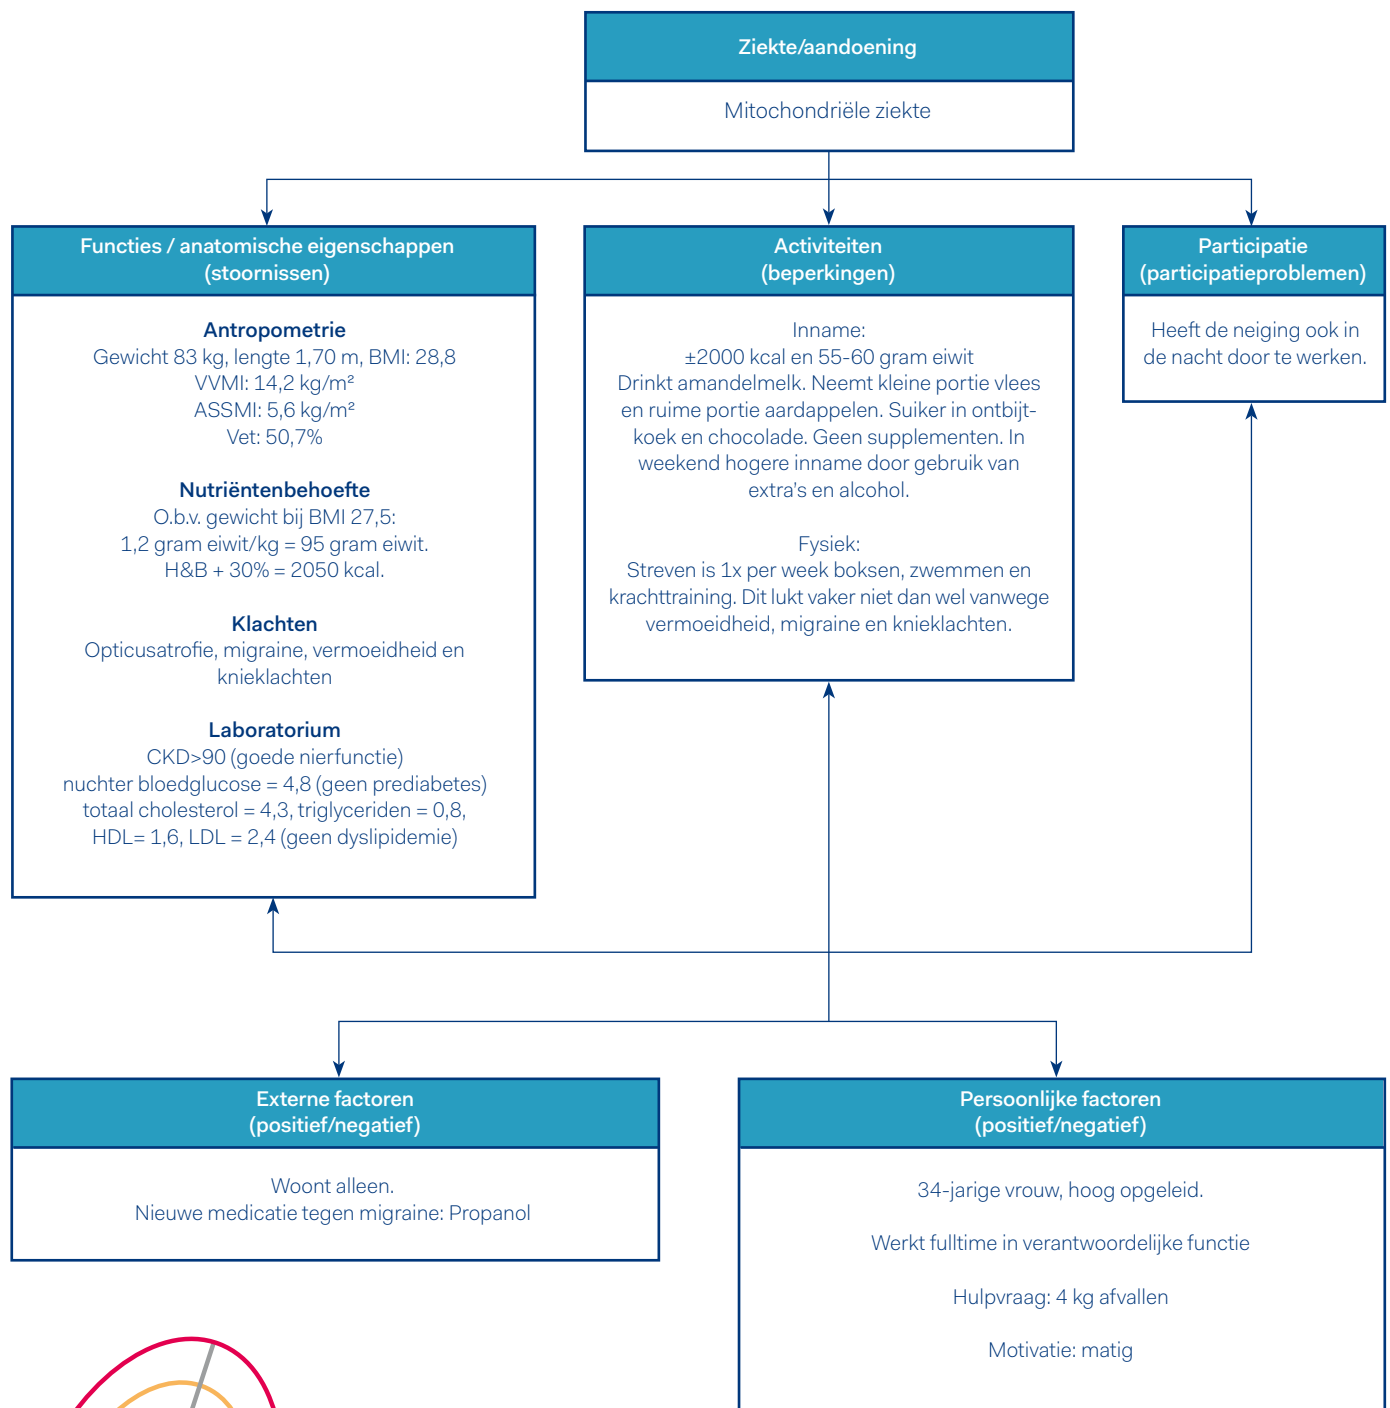 Ziekte/aandoening
Mitochondriële ziekte
Functies / anatomische eigenschappen
(stoornissen)
Antropometrie
Gewicht 83 kg, lengte 1,70 m, BMI: 28,8
VVMI: 14,2 kg/m²
ASSMI: 5,6 kg/m²
Vet: 50,7%
Nutriëntenbehoefte
O.b.v. gewicht bij BMI 27,5:
1,2 gram eiwit/kg = 95 gram eiwit.
H&B + 30% = 2050 kcal.
Klachten
Opticusatrofie, migraine, vermoeidheid en
knieklachten
Laboratorium
CKD>90 (goede nierfunctie)
nuchter bloedglucose = 4,8 (geen prediabetes)
totaal cholesterol = 4,3, triglyceriden = 0,8,
HDL= 1,6, LDL = 2,4 (geen dyslipidemie)
Activiteiten
(beperkingen)
Inname:
±2000 kcal en 55-60 gram eiwit
Drinkt amandelmelk. Neemt kleine portie vlees
en ruime portie aardappelen. Suiker in ontbijt-
koek en chocolade. Geen supplementen. In
weekend hogere inname door gebruik van
extra's en alcohol.
Fysiek:
Streven is 1x per week boksen, zwemmen en
krachttraining. Dit lukt vaker niet dan wel vanwege
vermoeidheid, migraine en knieklachten.
Participatie
(participatieproblemen)
Heeft de neiging ook in
de nacht door te werken.
Externe factoren
(positief/negatief)
Woont alleen.
Nieuwe medicatie tegen migraine: Propanol
Persoonlijke factoren
(positief/negatief)
34-jarige vrouw, hoog opgeleid.
Werkt fulltime in verantwoordelijke functie
Hulpvraag: 4 kg afvallen
Motivatie: matig